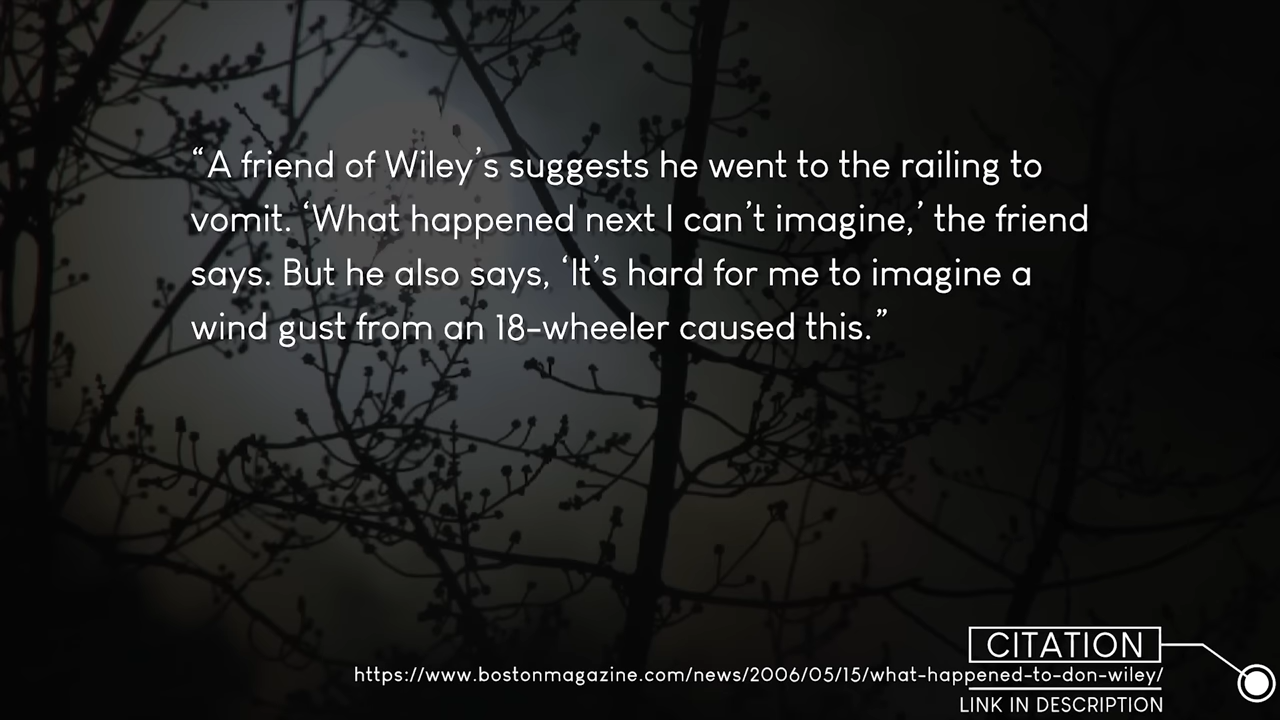 “A friend of Wiley’s suggests he went to the railing to
vomit. ‘What happened next I can’t imagine,’ the friend
says. But he also says, ‘It’s hard for me to imagine a
wind gust from an 18-wheeler caused this.”
CITATION
https://www.bostonmagazine.com/news/2006/05/15/what-happened-to-don-wiley/
LINK IN DESCRIPTION